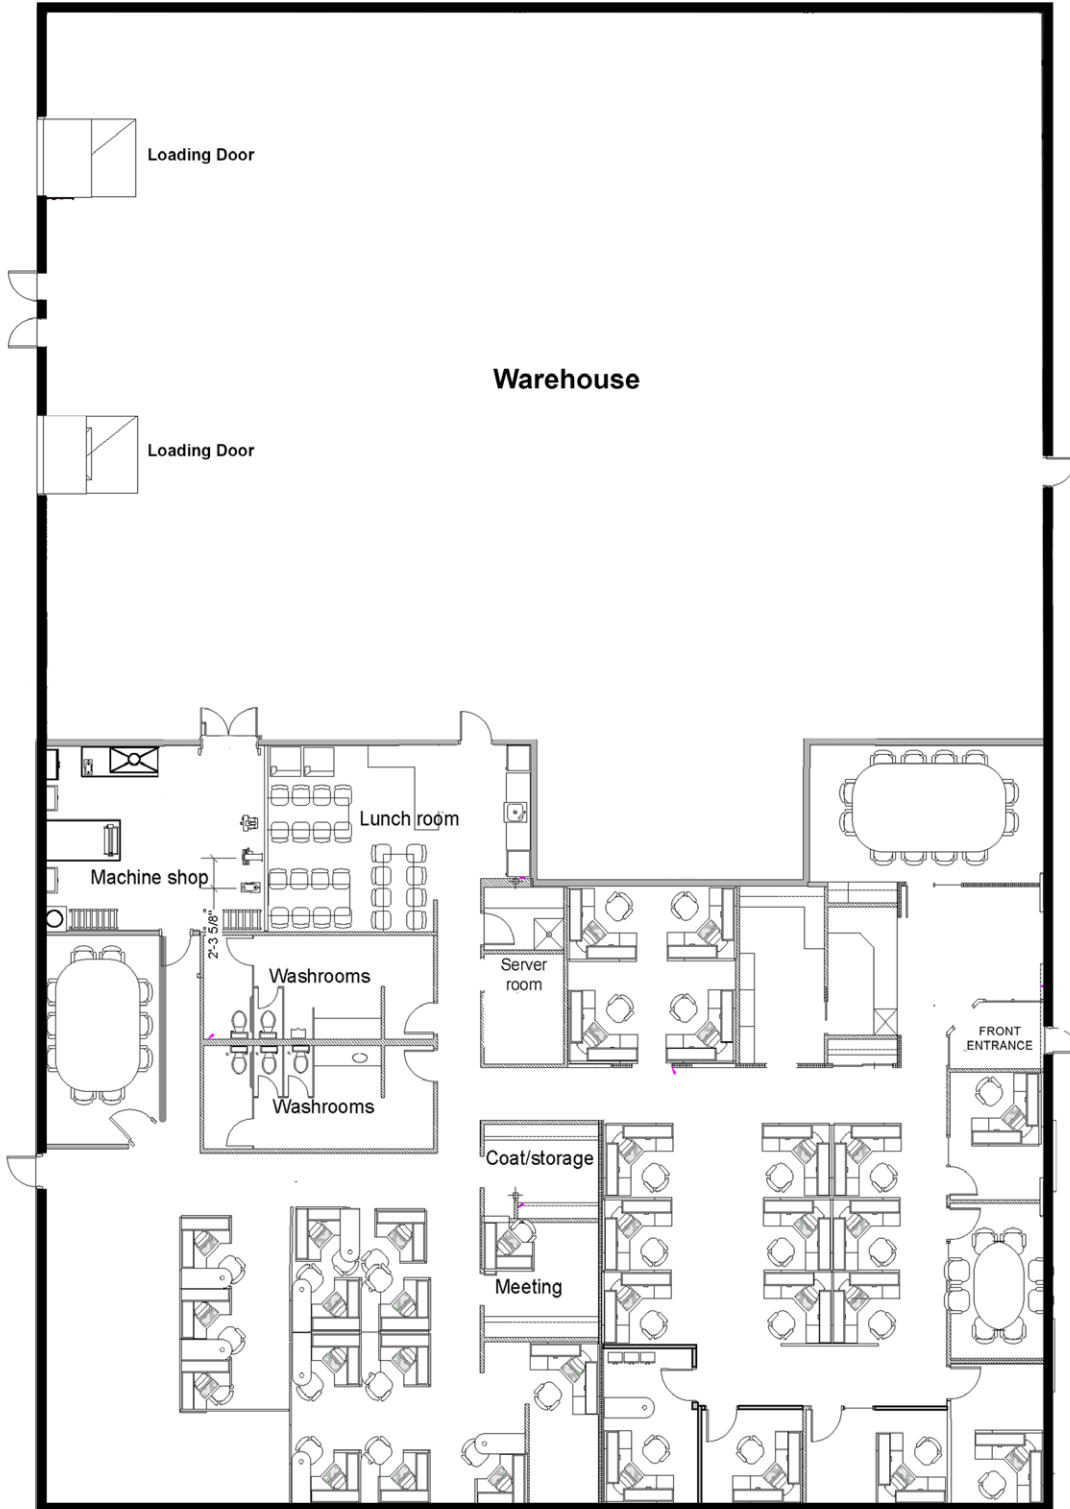 Loading Door
Warehouse
Loading Door
Lunch room
Machine shop
2'-3 5/8"
Washrooms
Server
room
FRONT
ENTRANCE
Washrooms
Coat/storage
Meeting